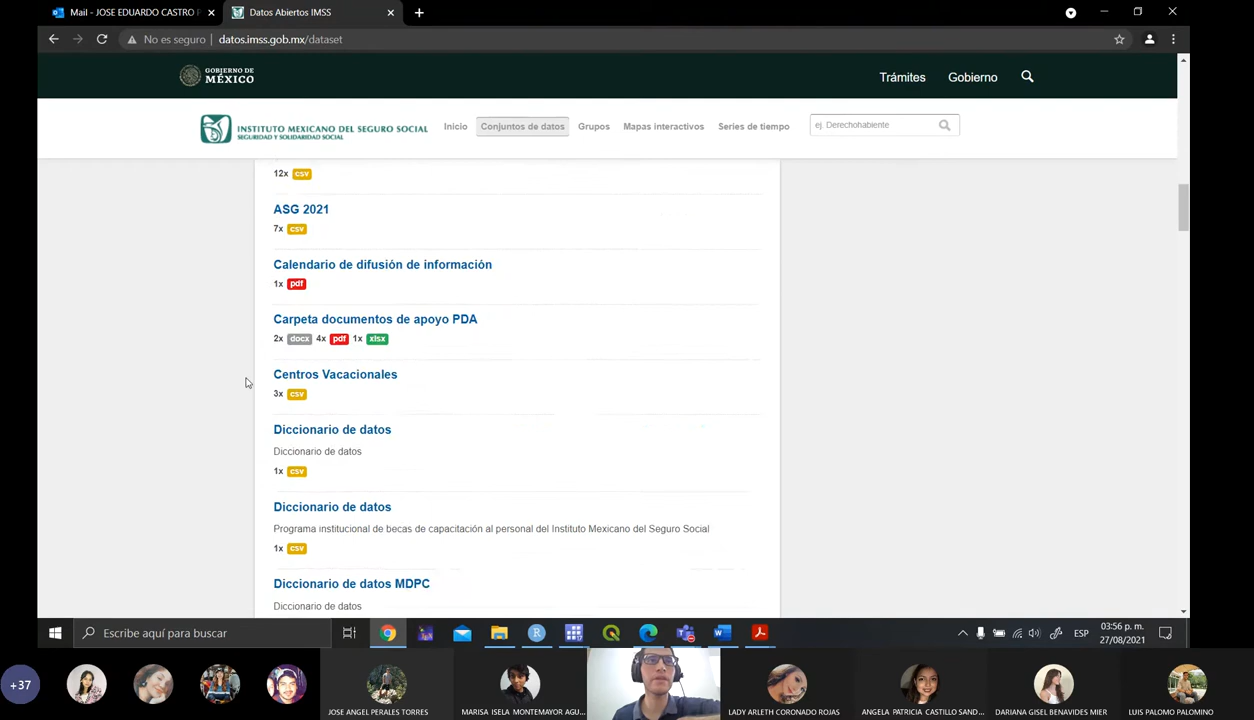 Mail - JOSE EDUARDO CASTRO P
Datos Abiertos IMSS
No es seguro | datos.imss.gob.mx/dataset
GOBIERNO DE MÉXICO
Trámites
Gobierno
INSTITUTO MEXICANO DEL SEGURO SOCIAL
SEGURIDAD Y SOLIDARIDAD SOCIAL
Inicio
Conjuntos de datos
Grupos
Mapas interactivos
Series de tiempo
ej. Derechohabiente
12x csv
ASG 2021
7x csv
Calendario de difusión de información
1x pdf
Carpeta documentos de apoyo PDA
2x docx 4x pdf 1x xlsx
Centros Vacacionales
3x csv
Diccionario de datos
Diccionario de datos
1x csv
Diccionario de datos
Programa institucional de becas de capacitación al personal del Instituto Mexicano del Seguro Social
1x csv
Diccionario de datos MDPC
Diccionario de datos
Escribe aquí para buscar
ESP
03:56 p. m.
27/08/2021
+37
JOSE ANGEL PERALES TORRES
MARISA ISELA MONTEMAYOR AGU...
LADY ARLETH CORONADO ROJAS
ANGELA PATRICIA CASTILLO SAND...
DARIANA GISEL BENAVIDES MIER
LUIS PALOMO PALOMINO